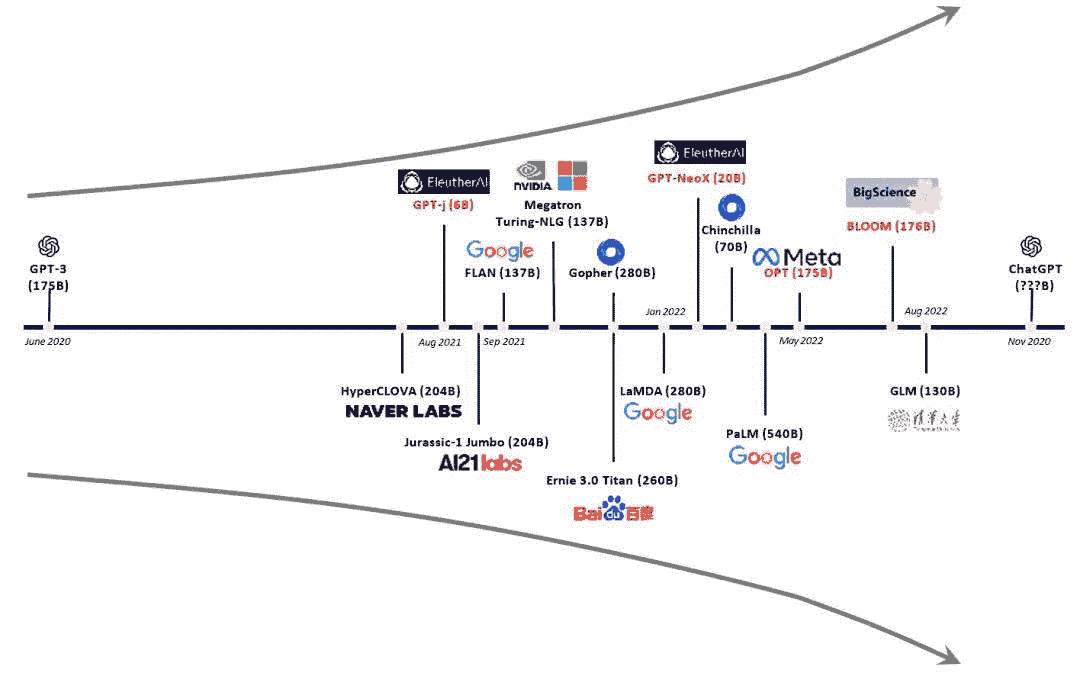 EleutherAI
GPT-NeoX (20B)
EleutherAI
GPT-j (6B)
NVIDIA
Megatron
Turing-NLG (137B)
BigScience
BLOOM (176B)
Chinchilla
(70B)
Google
FLAN (137B)
Gopher (280B)
Meta
OPT (175B)
GPT-3
(175B)
ChatGPT
(???B)
Jan 2022
Aug 2022
June 2020
Aug 2021
Sep 2021
May 2022
Nov 2020
HyperCLOVA (204B)
NAVER LABS
LaMDA (280B)
Google
GLM (130B)
Jurassic-1 Jumbo (204B)
AI21labs
PaLM (540B)
Google
Ernie 3.0 Titan (260B)
Baidu百度